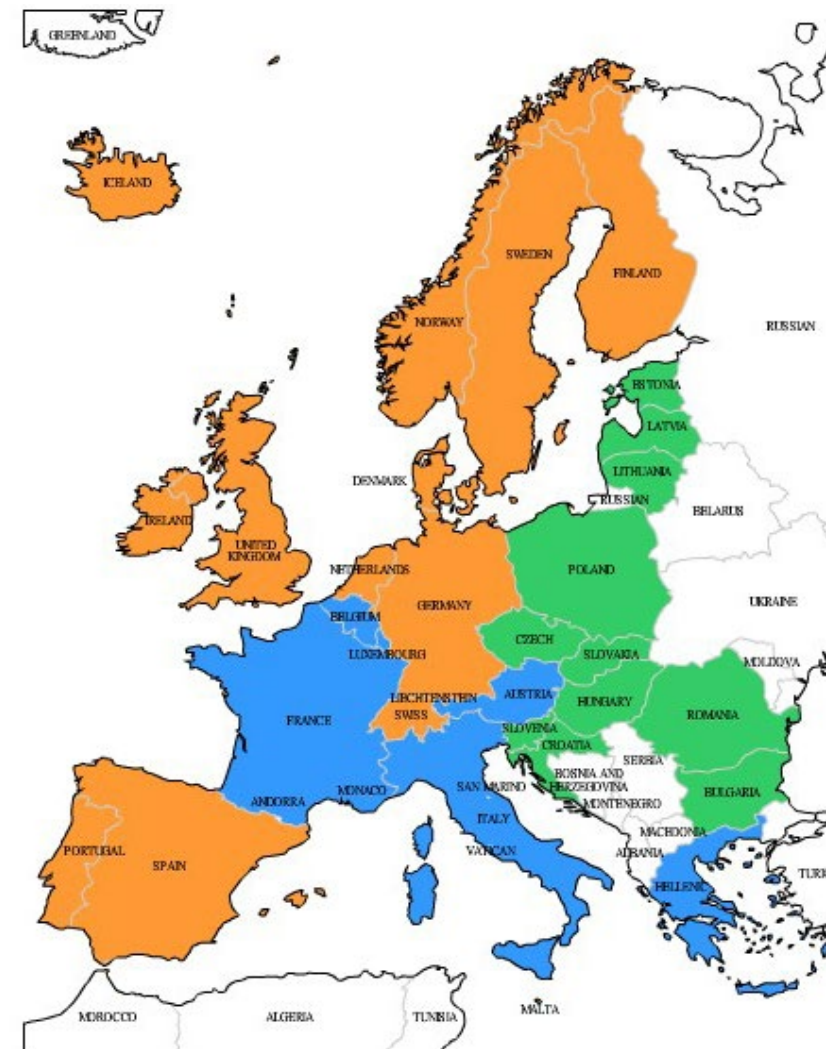 GREENLAND
ICELAND
SWEDEN
FINLAND
NORWAY
RUSSIAN
ESTONIA
LATVIA
LITHUANIA
DENMARK
RUSSIAN
BELARUS
IRELAND
UNITED
KINGDOM
NETHERLANDS
POLAND
GERMANY
UKRAINE
BELGIUM
CZECH
LUXEMBOURG
SLOVAKIA
MOLDOVA
LIECHTENSTEIN
AUSTRIA
HUNGARY
SWISS
ROMANIA
FRANCE
SLOVENIA
CROATIA
SERBIA
BOSNIA AND
HERZEGOVINA
SAN MARINO
MONACO
BULGARIA
ANDORRA
MONTENEGRO
ITALY
MACHDONIA
PORTUGAL
VATICAN
ALBANIA
SPAIN
TURK
HELLENIC
MALTA
MOROCCO
ALGERIA
TUNISIA